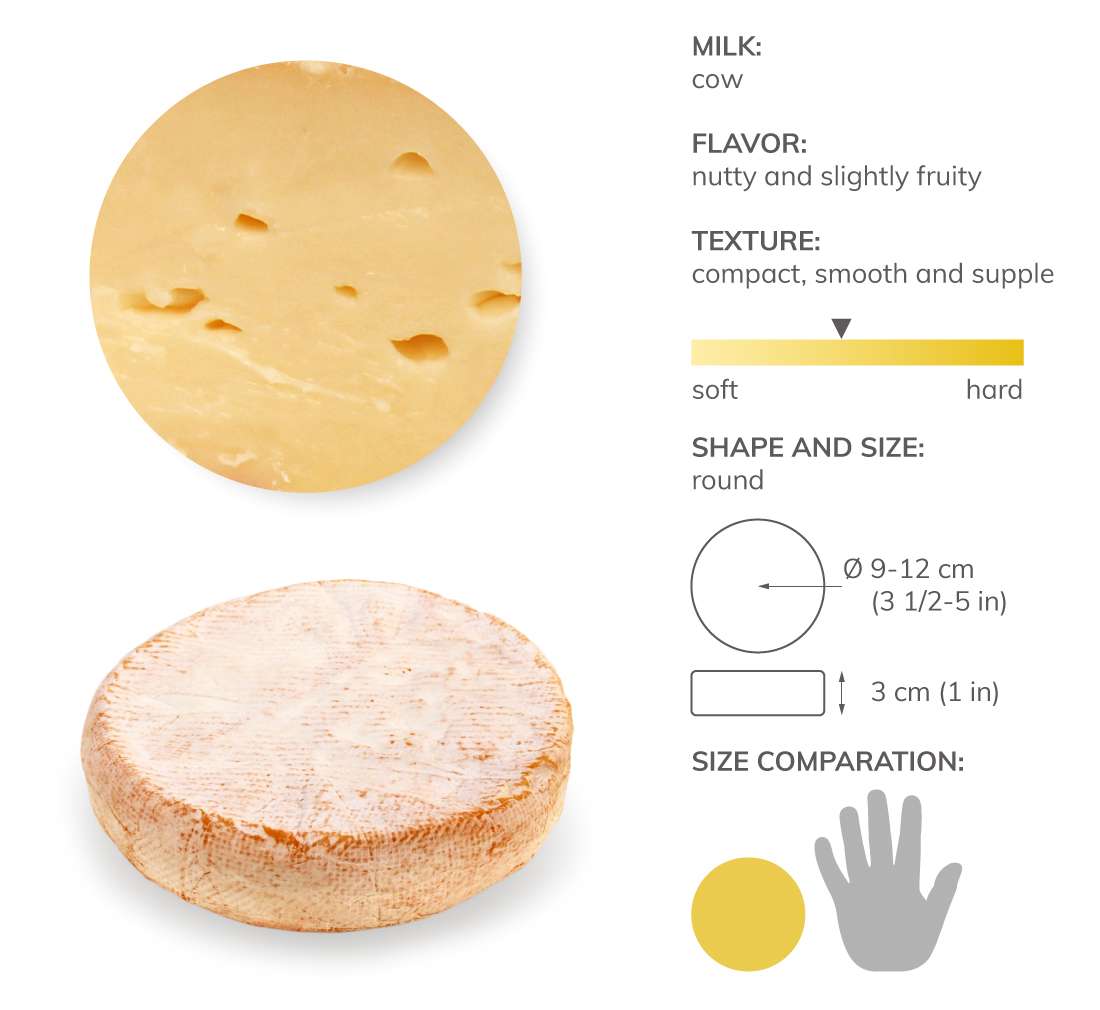 MILK:
cow
FLAVOR:
nutty and slightly fruity
TEXTURE:
compact, smooth and supple
soft hard
SHAPE AND SIZE:
round
Ø 9-12 cm
(3 1/2-5 in)
3 cm (1 in)
SIZE COMPARATION: